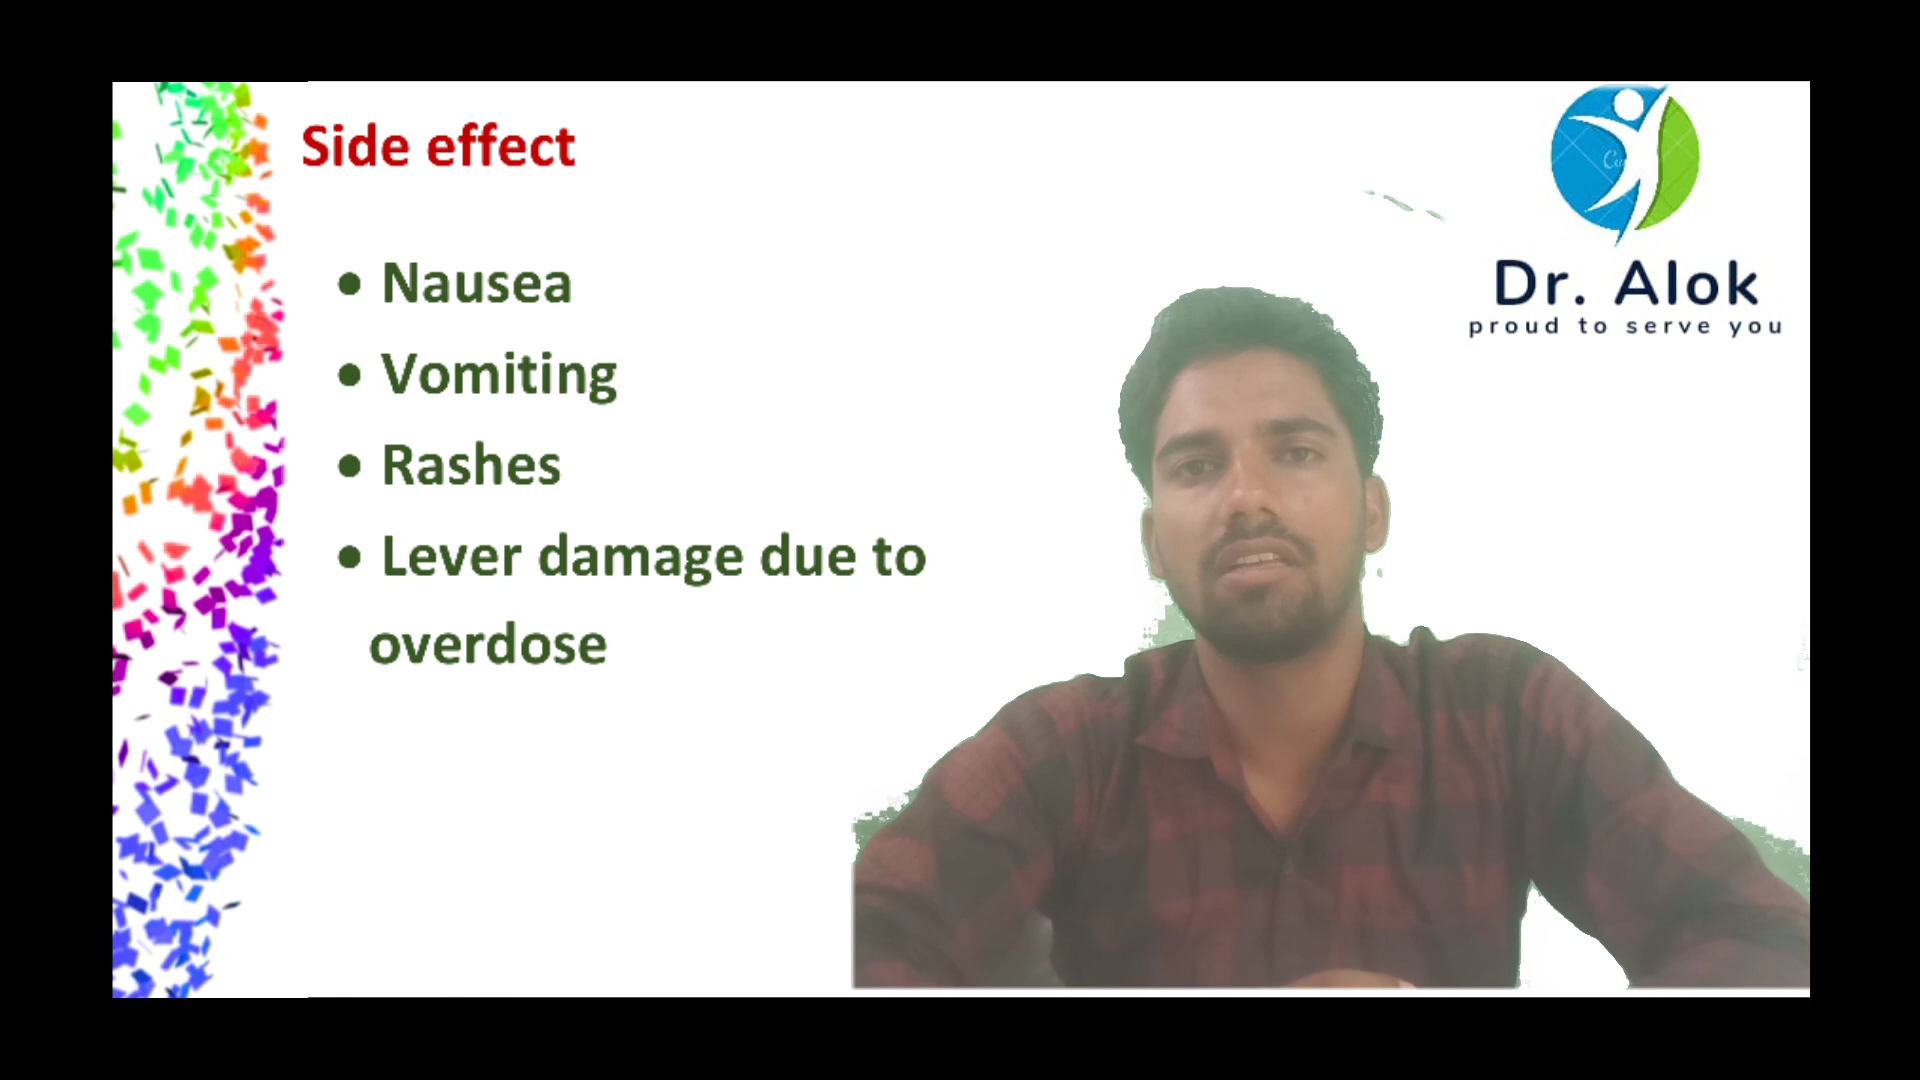 Side effect
• Nausea
• Vomiting
• Rashes
• Lever damage due to
overdose
Dr. Alok
proud to serve you